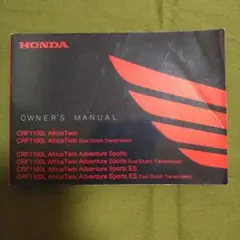 HONDA
OWNER'S MANUAL
CRF1100L AfricaTwin
CRF1100L AfricaTwin Dual Clutch Transmission
CRF1100L AfricaTwin Adventure Sports
CRF1100L AfricaTwin Adventure Sports Dual Clutch Transmission
CRF1100L AfricaTwin Adventure Sports ES
CRF1100L AfricaTwin Adventure Sports ES Dual Clutch Transmission